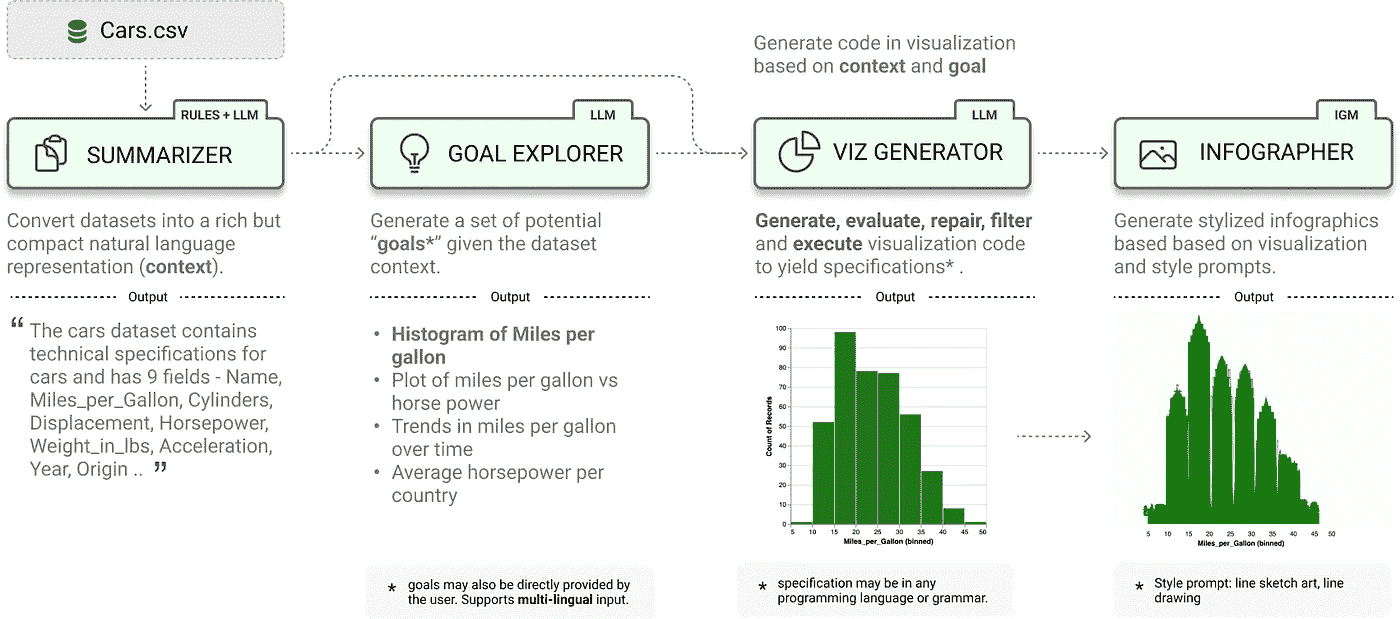 Cars.csv
RULES + LLM
SUMMARIZER
Convert datasets into a rich but
compact natural language
representation (context).
Output
“ The cars dataset contains
technical specifications for
cars and has 9 fields - Name,
Miles_per_Gallon, Cylinders,
Displacement, Horsepower,
Weight_in_lbs, Acceleration,
Year, Origin .. ”
LLM
GOAL EXPLORER
Generate a set of potential
“goals*” given the dataset
context.
Output
• Histogram of Miles per
gallon
• Plot of miles per gallon vs
horse power
• Trends in miles per gallon
over time
• Average horsepower per
country
* goals may also be directly provided by
the user. Supports multi-lingual input.
Generate code in visualization
based on context and goal
LLM
VIZ GENERATOR
Generate, evaluate, repair, filter
and execute visualization code
to yield specifications* .
Output
100
90
80
70
60
50
40
30
20
10
0
Count of Records
5 10 15 20 25 30 35 40 45 50
Miles_per_Gallon (binned)
* specification may be in any
programming language or grammar.
IGM
INFOGRAPHER
Generate stylized infographics
based based on visualization
and style prompts.
Output
5 10 15 20 25 30 35 40 45 50
Miles_per_Gallon (binned)
* Style prompt: line sketch art, line
drawing